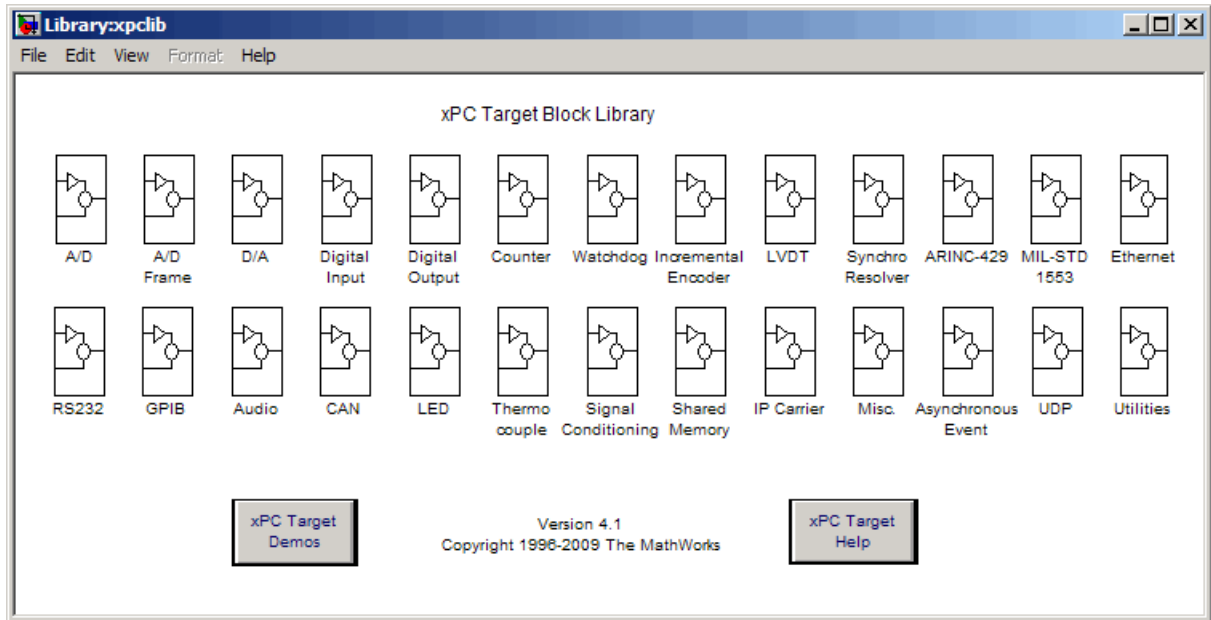 Library:xpclib
File Edit View Format Help
xPC Target Block Library
A/D A/D Frame D/A Digital Input Digital Output Counter Watchdog Incremental Encoder LVDT Synchro Resolver ARINC-429 MIL-STD 1553 Ethernet
RS232 GPIB Audio CAN LED Thermo couple Signal Conditioning Shared Memory IP Carrier Misc. Asynchronous Event UDP Utilities
xPC Target
Demos
Version 4.1
Copyright 1996-2009 The MathWorks
xPC Target
Help